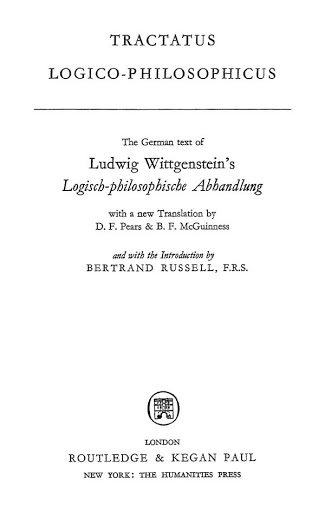 TRACTATUS
LOGICO-PHILOSOPHICUS
The German text of
Ludwig Wittgenstein's
Logisch-philosophische Abhandlung
with a new Translation by
D. F. Pears & B. F. McGuinness
and with the Introduction by
BERTRAND RUSSELL, F.R.S.
LONDON
ROUTLEDGE & KEGAN PAUL
NEW YORK: THE HUMANITIES PRESS